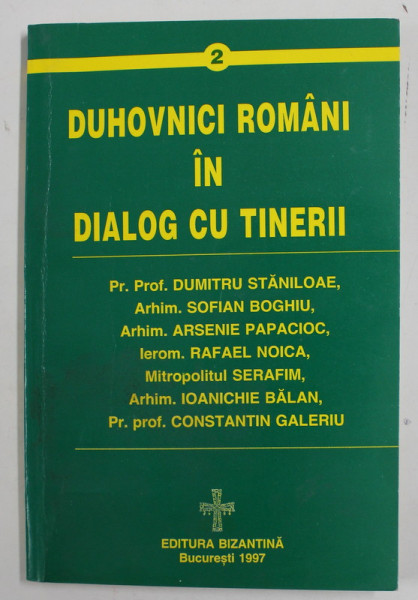 2
DUHOVNICI ROMÂNI
ÎN
DIALOG CU TINERII
Pr. Prof. DUMITRU STĂNILOAE,
Arhim. SOFIAN BOGHIU,
Arhim. ARSENIE PAPACIOC,
Ierom. RAFAEL NOICA,
Mitropolitul SERAFIM,
Arhim. IOANICHIE BĂLAN,
Pr. prof. CONSTANTIN GALERIU
EDITURA BIZANTINĂ
București 1997